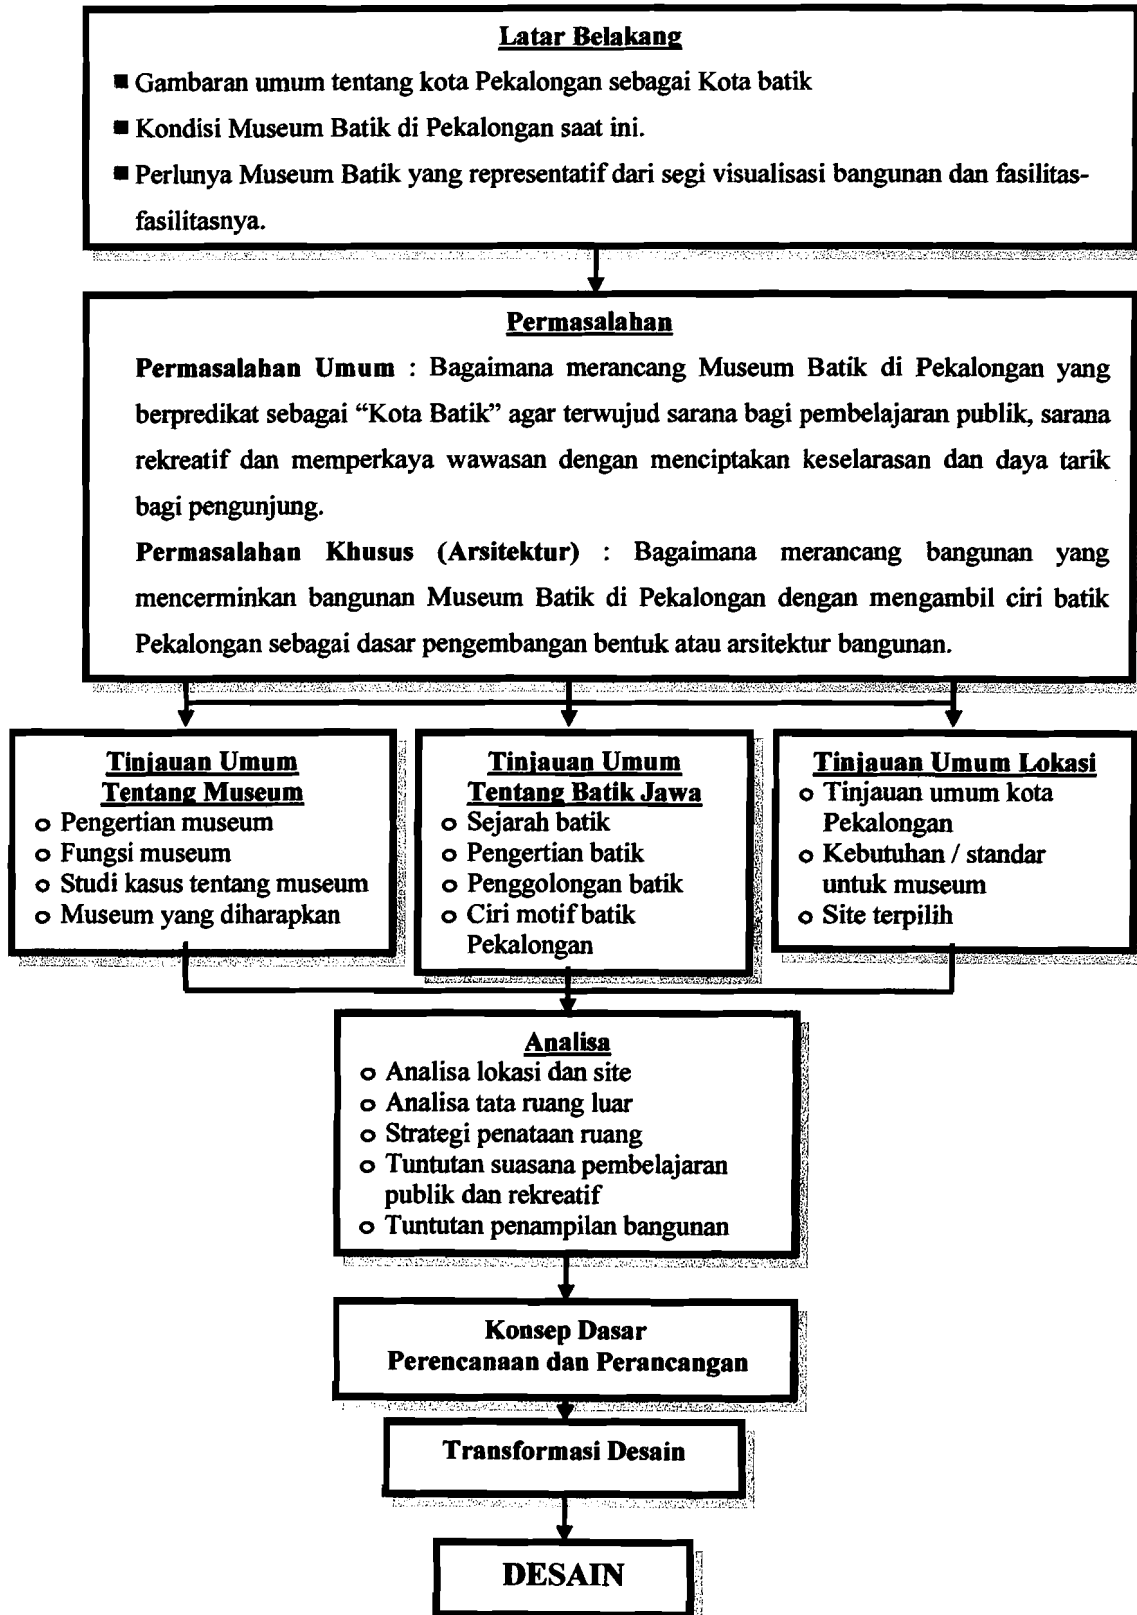 Latar Belakang
■ Gambaran umum tentang kota Pekalongan sebagai Kota batik
■ Kondisi Museum Batik di Pekalongan saat ini.
■ Perlunya Museum Batik yang representatif dari segi visualisasi bangunan dan fasilitas-
fasilitasnya.
Permasalahan
Permasalahan Umum : Bagaimana merancang Museum Batik di Pekalongan yang
berpredikat sebagai “Kota Batik” agar terwujud sarana bagi pembelajaran publik, sarana
rekreatif dan memperkaya wawasan dengan menciptakan keselarasan dan daya tarik
bagi pengunjung.
Permasalahan Khusus (Arsitektur) : Bagaimana merancang bangunan yang
mencerminkan bangunan Museum Batik di Pekalongan dengan mengambil ciri batik
Pekalongan sebagai dasar pengembangan bentuk atau arsitektur bangunan.
Tinjauan Umum
Tentang Museum
o Pengertian museum
o Fungsi museum
o Studi kasus tentang museum
o Museum yang diharapkan
Tinjauan Umum
Tentang Batik Jawa
o Sejarah batik
o Pengertian batik
o Penggolongan batik
o Ciri motif batik
Pekalongan
Tinjauan Umum Lokasi
o Tinjauan umum kota
Pekalongan
o Kebutuhan / standar
untuk museum
o Site terpilih
Analisa
o Analisa lokasi dan site
o Analisa tata ruang luar
o Strategi penataan ruang
o Tuntutan suasana pembelajaran
publik dan rekreatif
o Tuntutan penampilan bangunan
Konsep Dasar
Perencanaan dan Perancangan
Transformasi Desain
DESAIN